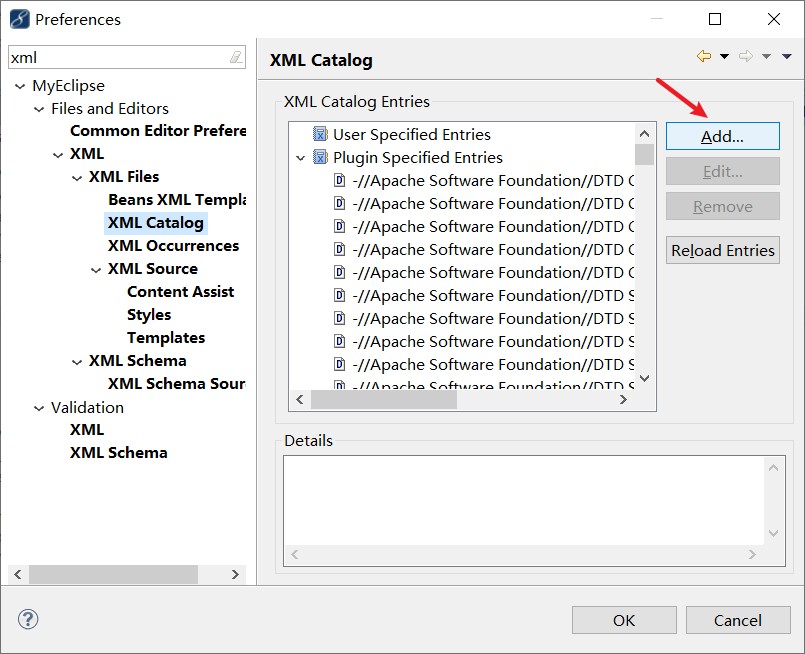 Preferences
xml
MyEclipse
Files and Editors
Common Editor Prefere
XML
XML Files
Beans XML Templa
XML Catalog
XML Occurrences
XML Source
Content Assist
Styles
Templates
XML Schema
XML Schema Sour
Validation
XML
XML Schema
XML Catalog
XML Catalog Entries
User Specified Entries
Plugin Specified Entries
-//Apache Software Foundation//DTD C
-//Apache Software Foundation//DTD C
-//Apache Software Foundation//DTD C
-//Apache Software Foundation//DTD C
-//Apache Software Foundation//DTD C
-//Apache Software Foundation//DTD S
-//Apache Software Foundation//DTD S
-//Apache Software Foundation//DTD S
-//Apache Software Foundation//DTD S
-//Apache Software Foundation//DTD S
Add...
Edit...
Remove
Reload Entries
Details
OK
Cancel